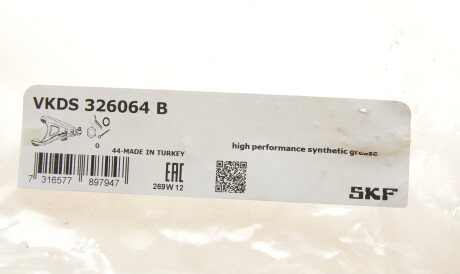 VKDS 326064 B
0
44-MADE IN TURKEY
high performance synthetic grease
7 316577 897947
EAC
269W 12
SKF